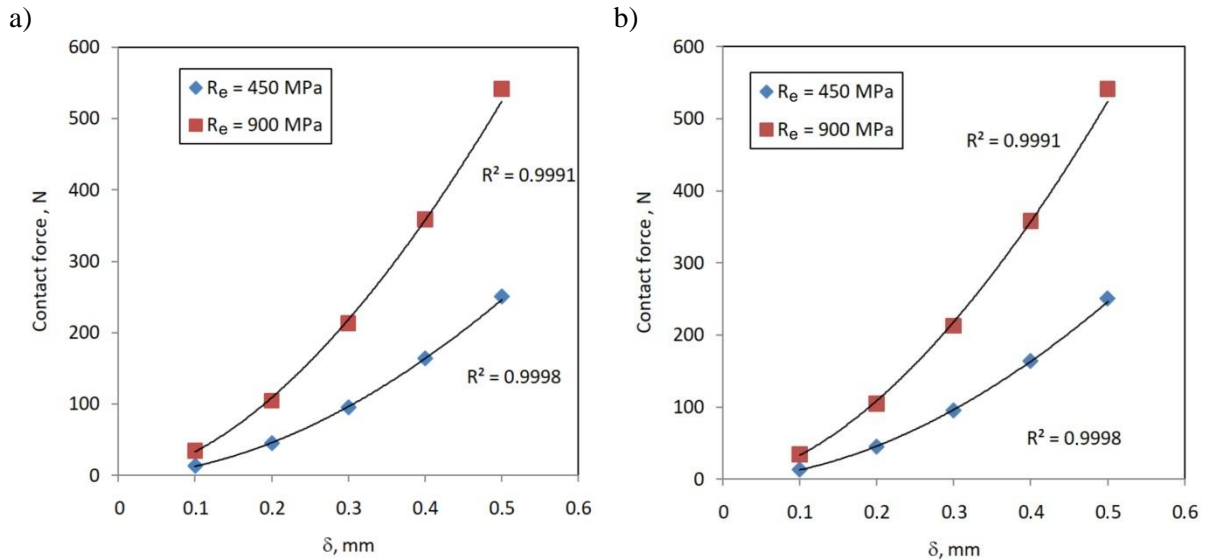 a)
600
500
400
300
200
100
0
Contact force , N
Re = 450 MPa
Re = 900 MPa
R² = 0.9991
R² = 0.9998
0 0.1 0.2 0.3 0.4 0.5 0.6
δ, mm
b)
600
500
400
300
200
100
0
Contact force , N
Re = 450 MPa
Re = 900 MPa
R² = 0.9991
R² = 0.9998
0 0.1 0.2 0.3 0.4 0.5 0.6
δ, mm